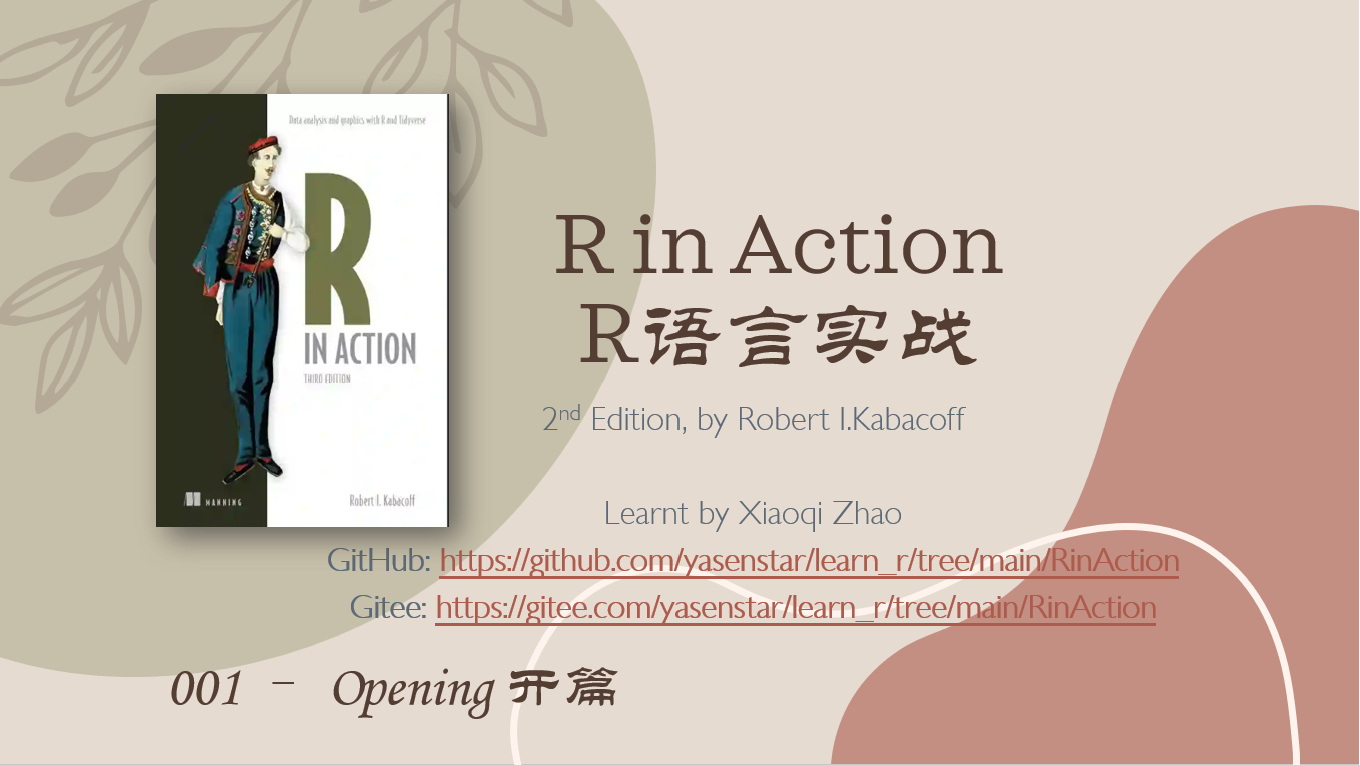 Data analysis and graphics with R and Tidyverse
R
IN ACTION
THIRD EDITION
MANNING
Robert I. Kabacoff
R in Action
R语言实战
2nd Edition, by Robert I.Kabacoff
Learnt by Xiaoqi Zhao
GitHub: https://github.com/yasenstar/learn_r/tree/main/RinAction
Gitee: https://gitee.com/yasenstar/learn_r/tree/main/RinAction
001 – Opening 开篇